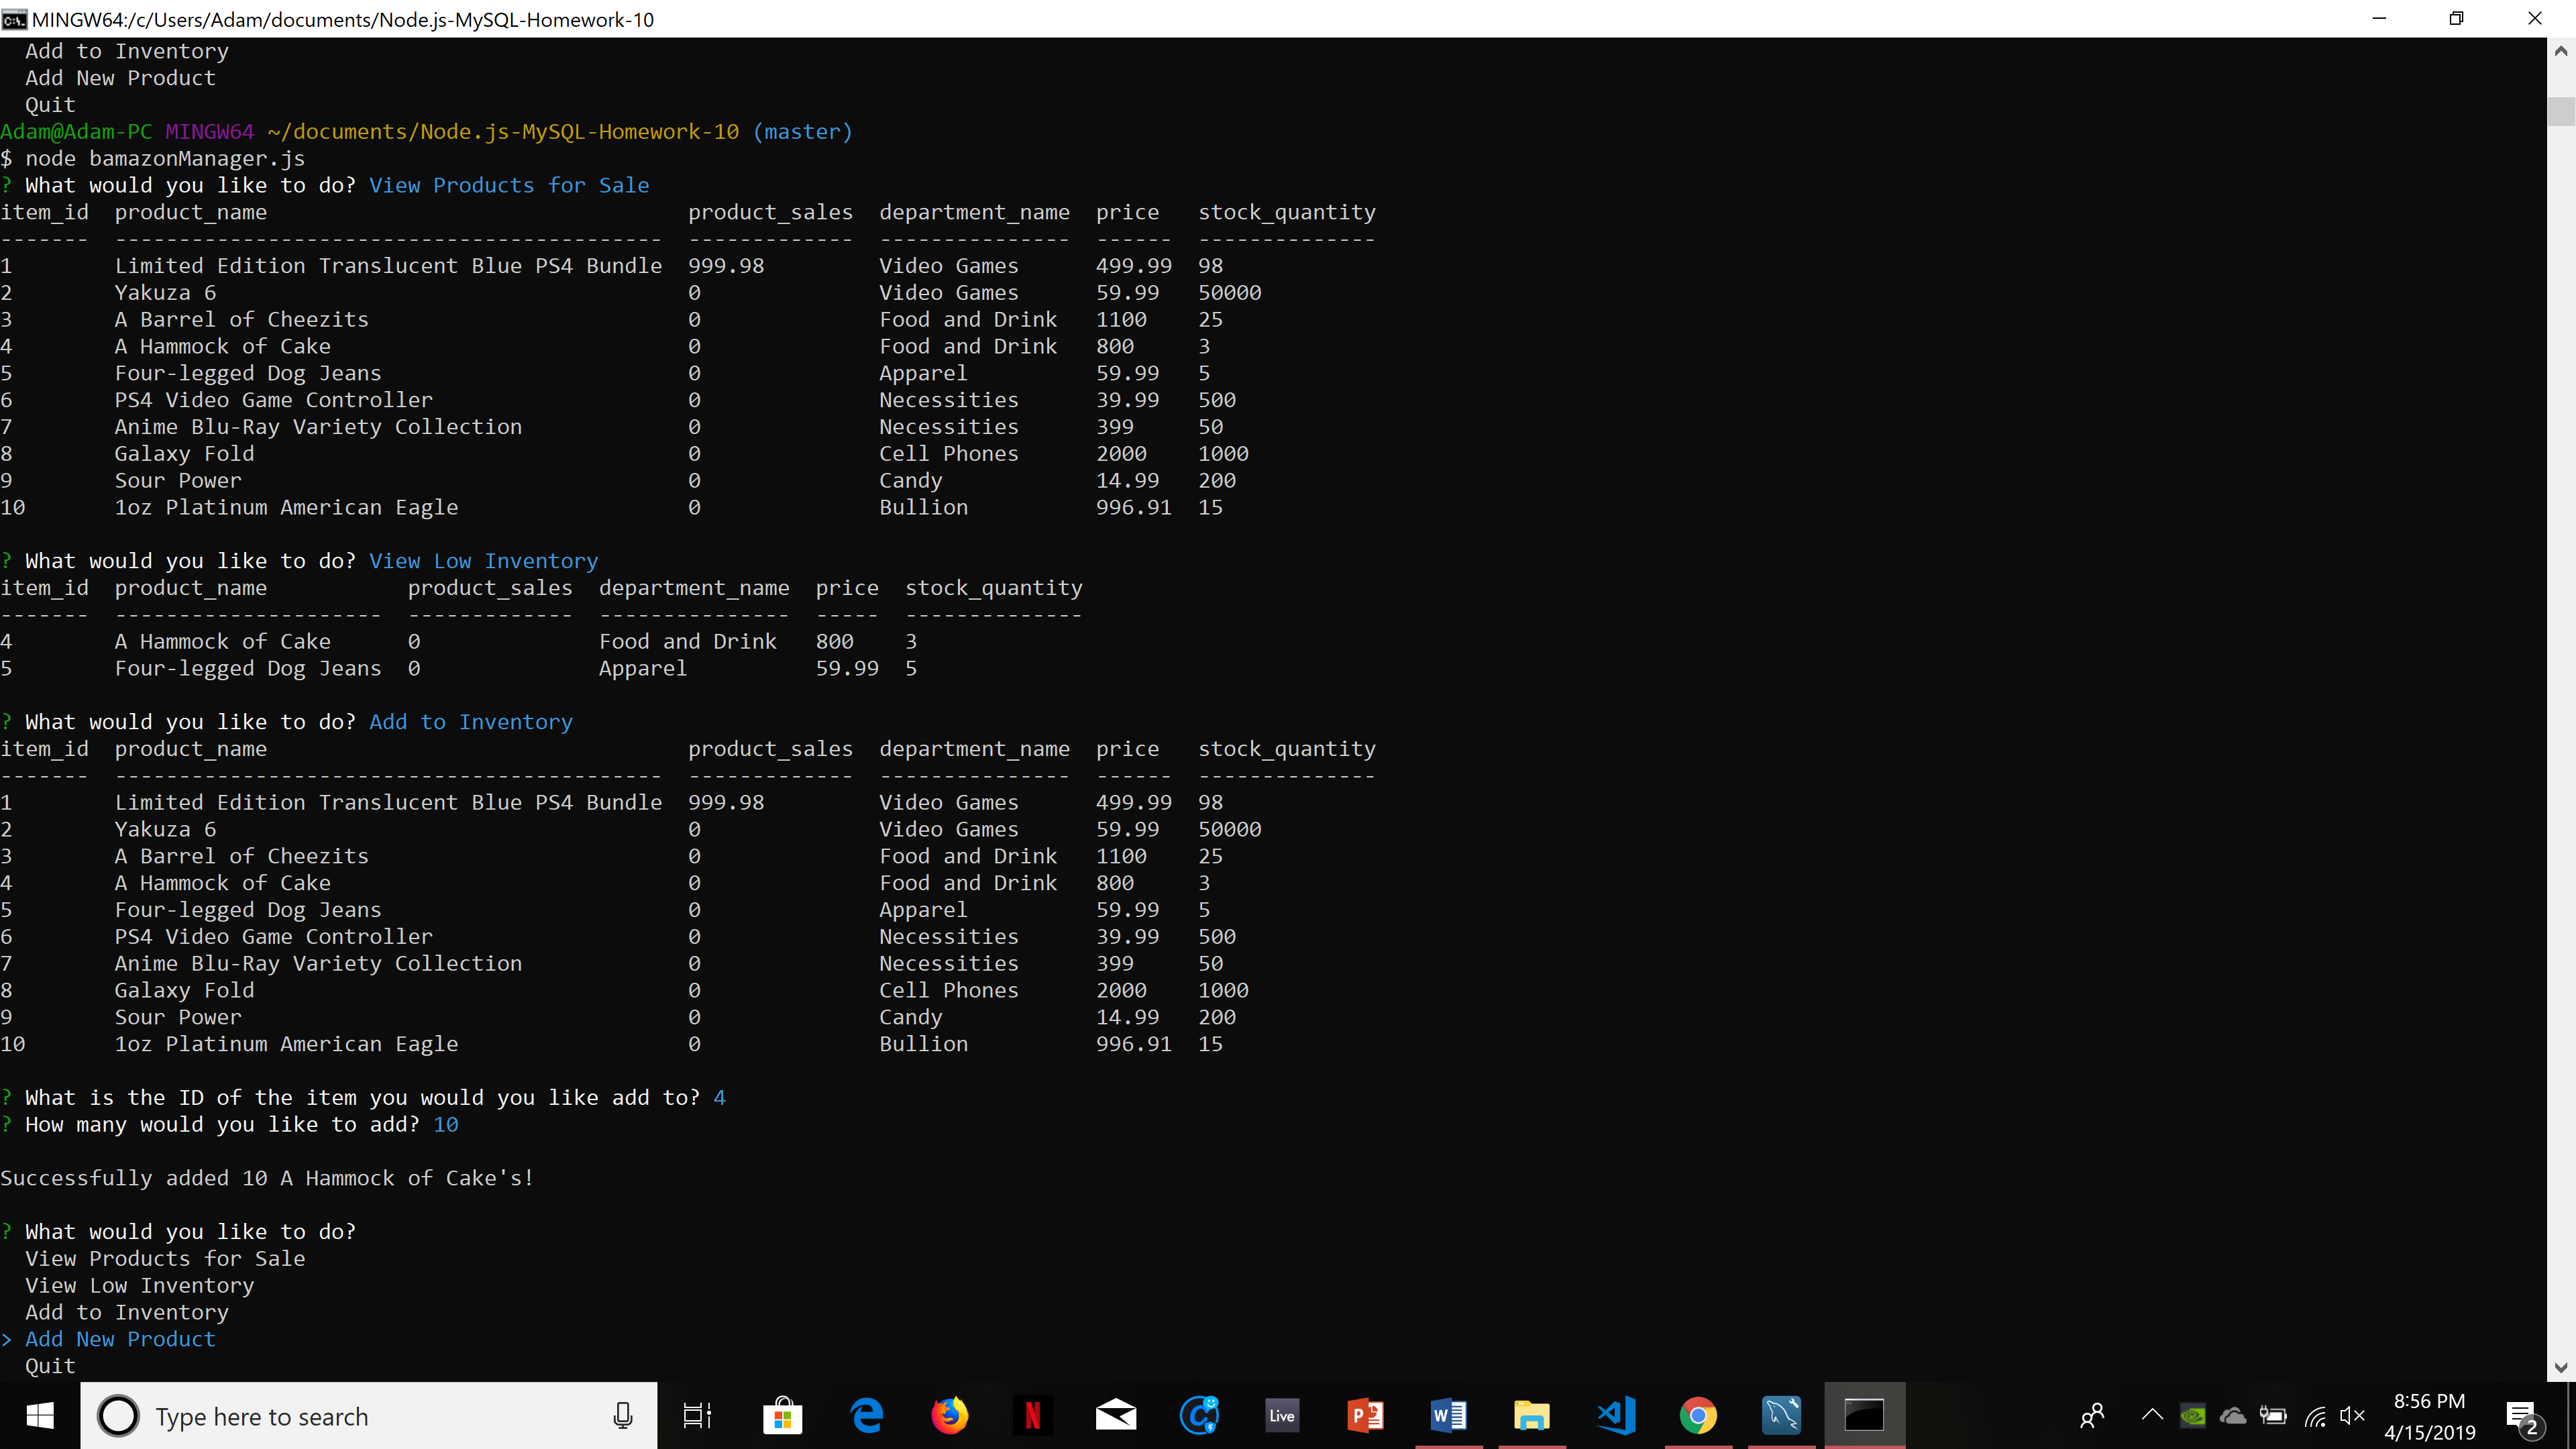 MINGW64:/c/Users/Adam/documents/Node.js-MySQL-Homework-10
Add to Inventory
Add New Product
Quit
Adam@Adam-PC MINGW64 ~/documents/Node.js-MySQL-Homework-10 (master)
$ node bamazonManager.js
? What would you like to do? View Products for Sale
item_id  product_name                                 product_sales  department_name  price   stock_quantity
-------  -------------------------------------------  -------------  ---------------  ------  --------------
1        Limited Edition Translucent Blue PS4 Bundle  999.98         Video Games      499.99  98
2        Yakuza 6                                     0              Video Games      59.99   50000
3        A Barrel of Cheezits                         0              Food and Drink   1100    25
4        A Hammock of Cake                            0              Food and Drink   800     3
5        Four-legged Dog Jeans                        0              Apparel          59.99   5
6        PS4 Video Game Controller                    0              Necessities      39.99   500
7        Anime Blu-Ray Variety Collection             0              Necessities      399     50
8        Galaxy Fold                                  0              Cell Phones      2000    1000
9        Sour Power                                   0              Candy            14.99   200
10       1oz Platinum American Eagle                  0              Bullion          996.91  15
? What would you like to do? View Low Inventory
item_id  product_name           product_sales  department_name  price  stock_quantity
-------  ---------------------  -------------  ---------------  -----  --------------
4        A Hammock of Cake      0              Food and Drink   800    3
5        Four-legged Dog Jeans  0              Apparel          59.99  5
? What would you like to do? Add to Inventory
item_id  product_name                                 product_sales  department_name  price   stock_quantity
-------  -------------------------------------------  -------------  ---------------  ------  --------------
1        Limited Edition Translucent Blue PS4 Bundle  999.98         Video Games      499.99  98
2        Yakuza 6                                     0              Video Games      59.99   50000
3        A Barrel of Cheezits                         0              Food and Drink   1100    25
4        A Hammock of Cake                            0              Food and Drink   800     3
5        Four-legged Dog Jeans                        0              Apparel          59.99   5
6        PS4 Video Game Controller                    0              Necessities      39.99   500
7        Anime Blu-Ray Variety Collection             0              Necessities      399     50
8        Galaxy Fold                                  0              Cell Phones      2000    1000
9        Sour Power                                   0              Candy            14.99   200
10       1oz Platinum American Eagle                  0              Bullion          996.91  15
? What is the ID of the item you would you like add to? 4
? How many would you like to add? 10
Successfully added 10 A Hammock of Cake's!
? What would you like to do?
View Products for Sale
View Low Inventory
Add to Inventory
> Add New Product
Quit
Type here to search
Live
8:56 PM
4/15/2019
2